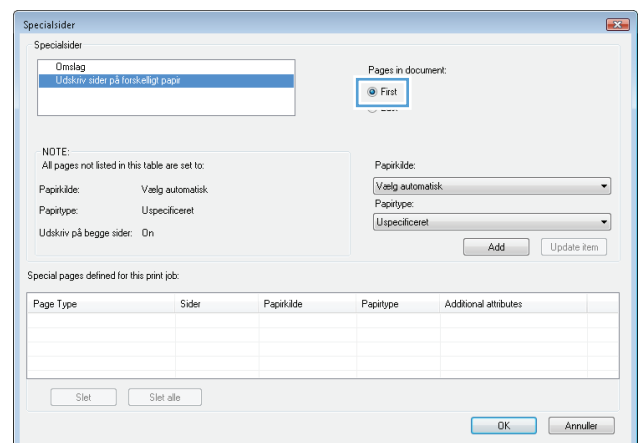 Specialsider
Specialsider
Omslag
Udskriv sider på forskelligt papir
Pages in document:
First
NOTE:
All pages not listed in this table are set to:
Papirkilde: Vælg automatisk
Papirtype: Uspecificeret
Udskriv på begge sider: On
Papirkilde:
Vælg automatisk
Papirtype:
Uspecificeret
Add Update item
Special pages defined for this print job:
Page Type Sider Papirkilde Papirtype Additional attributes
Slet Slet alle
OK Annuller